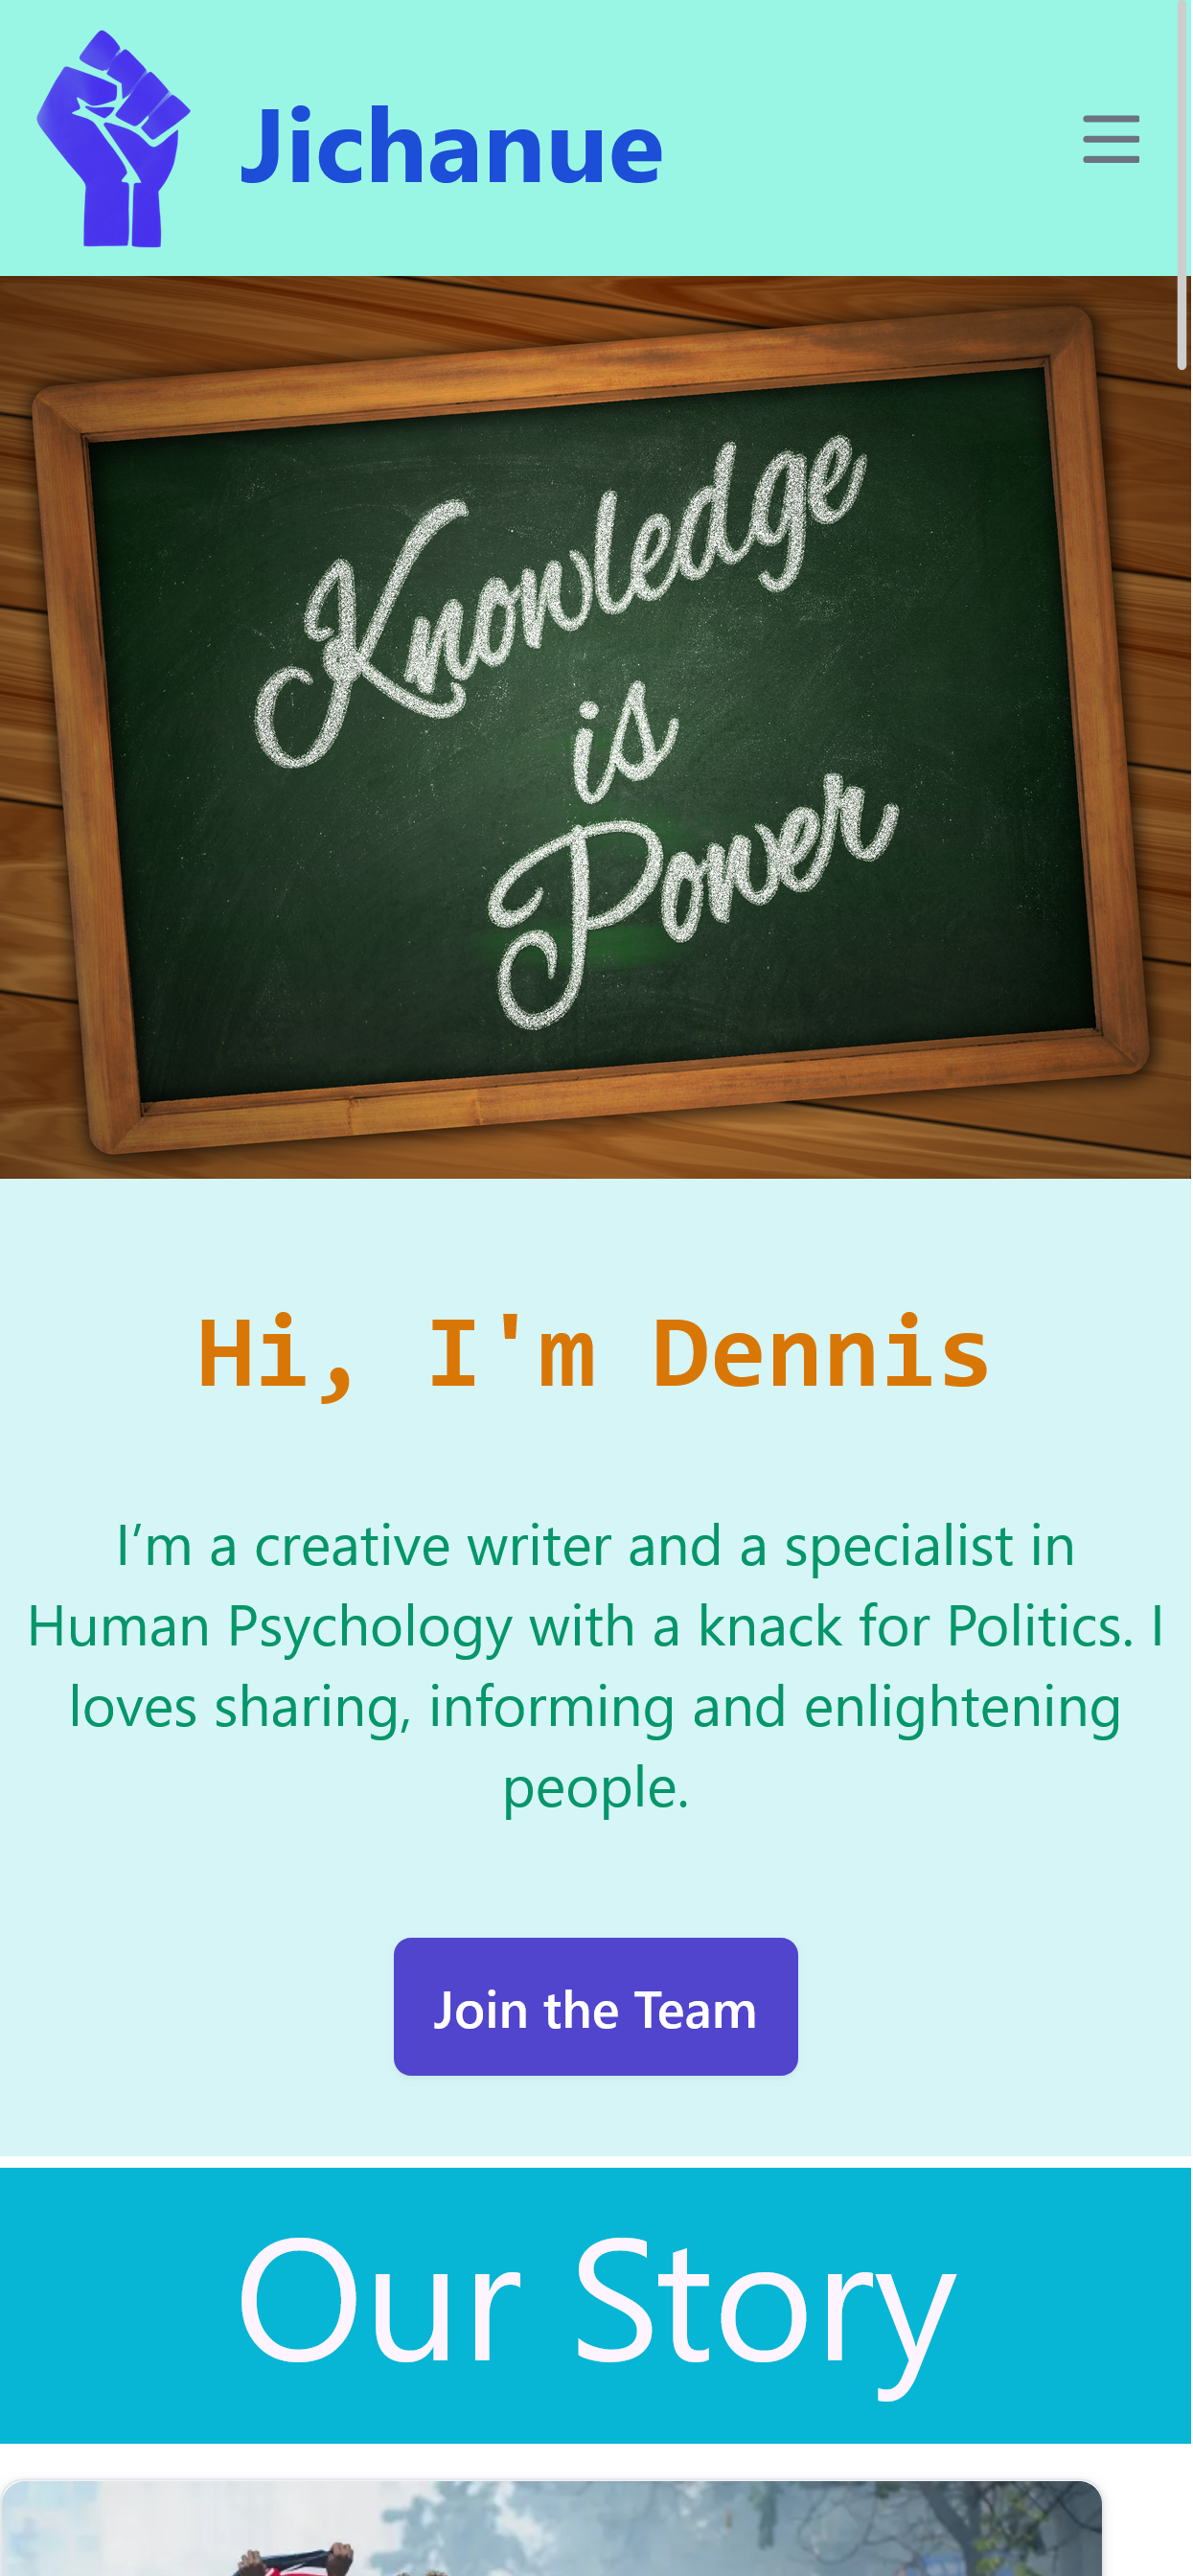 Jichanue
Knowledge
is
Power
Hi, I'm Dennis
I’m a creative writer and a specialist in
Human Psychology with a knack for Politics. I
loves sharing, informing and enlightening
people.
Join the Team
Our Story